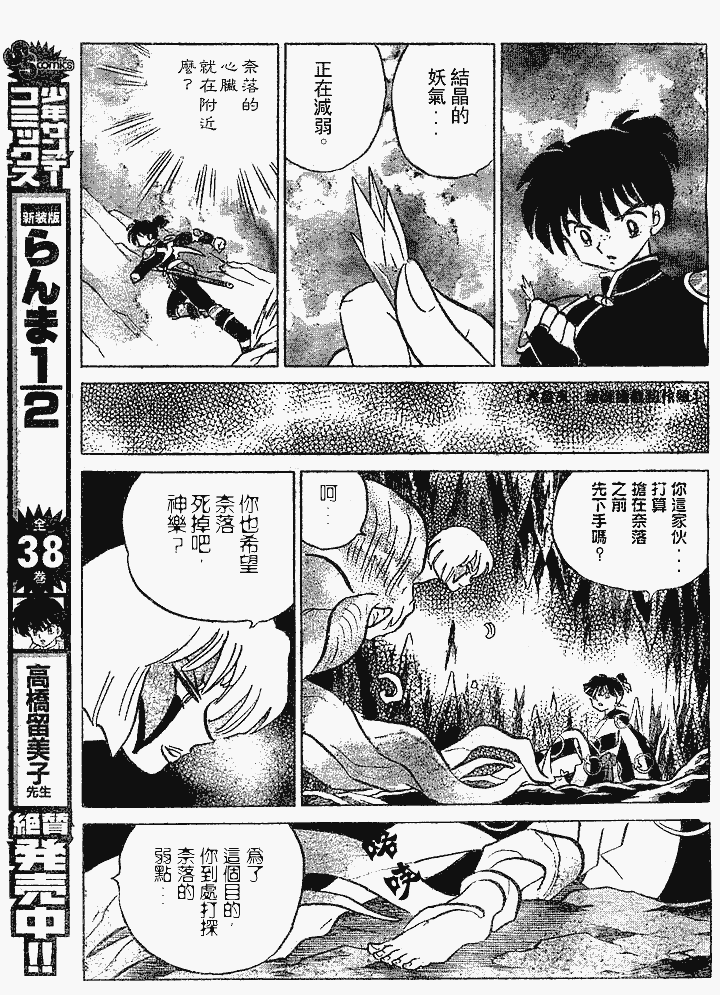 結晶的
妖氣‥
正在減弱。
奈落的
心臟
就在附近
麼？
你這家伙‥
打算
搶在奈落
之前
先下手嗎？
呵‥
你也希望
奈落
死掉吧，
神樂？
為了
這個目的，
你到處打探
奈落的
弱點‥
咯吱
comics
少年サンデーコミックス
新装版
らんま1/2
全
38
巻
高橋留美子
先生
絶賛
発売中!!